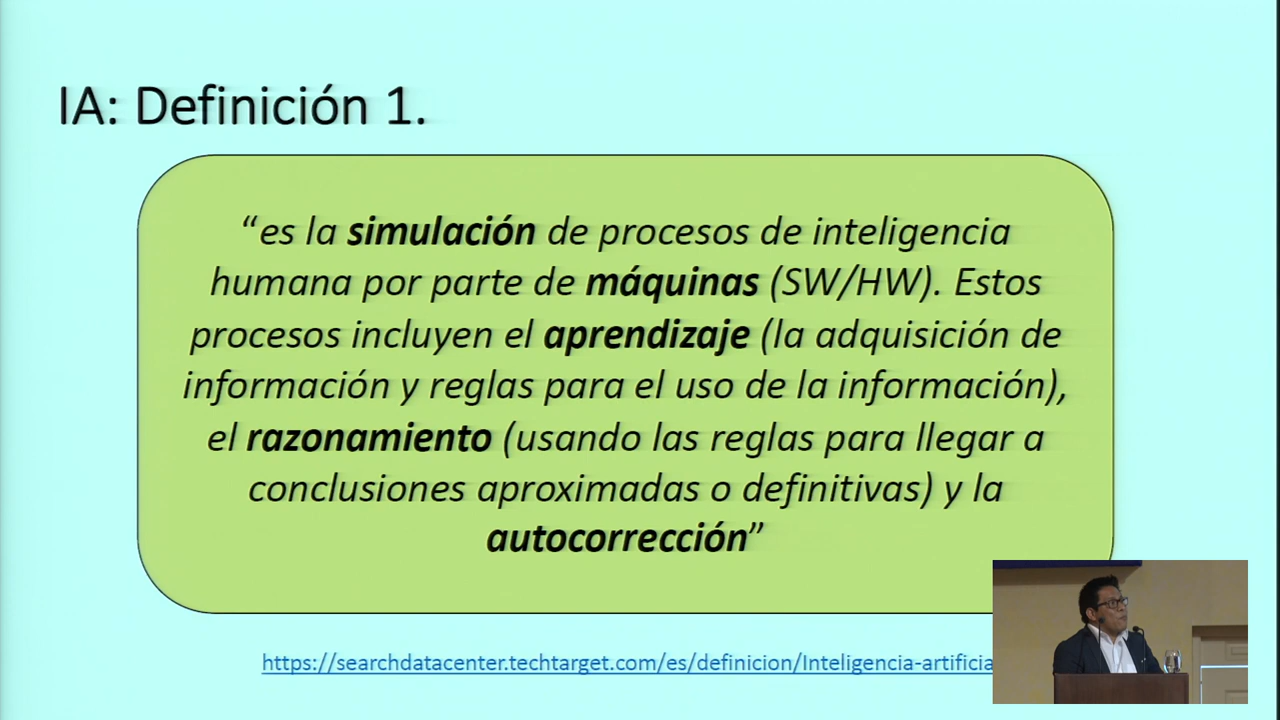 IA: Definición 1.
“es la simulación de procesos de inteligencia
humana por parte de máquinas (SW/HW). Estos
procesos incluyen el aprendizaje (la adquisición de
información y reglas para el uso de la información),
el razonamiento (usando las reglas para llegar a
conclusiones aproximadas o definitivas) y la
autocorrección”
https://searchdatacenter.techtarget.com/es/definicion/Inteligencia-artificia